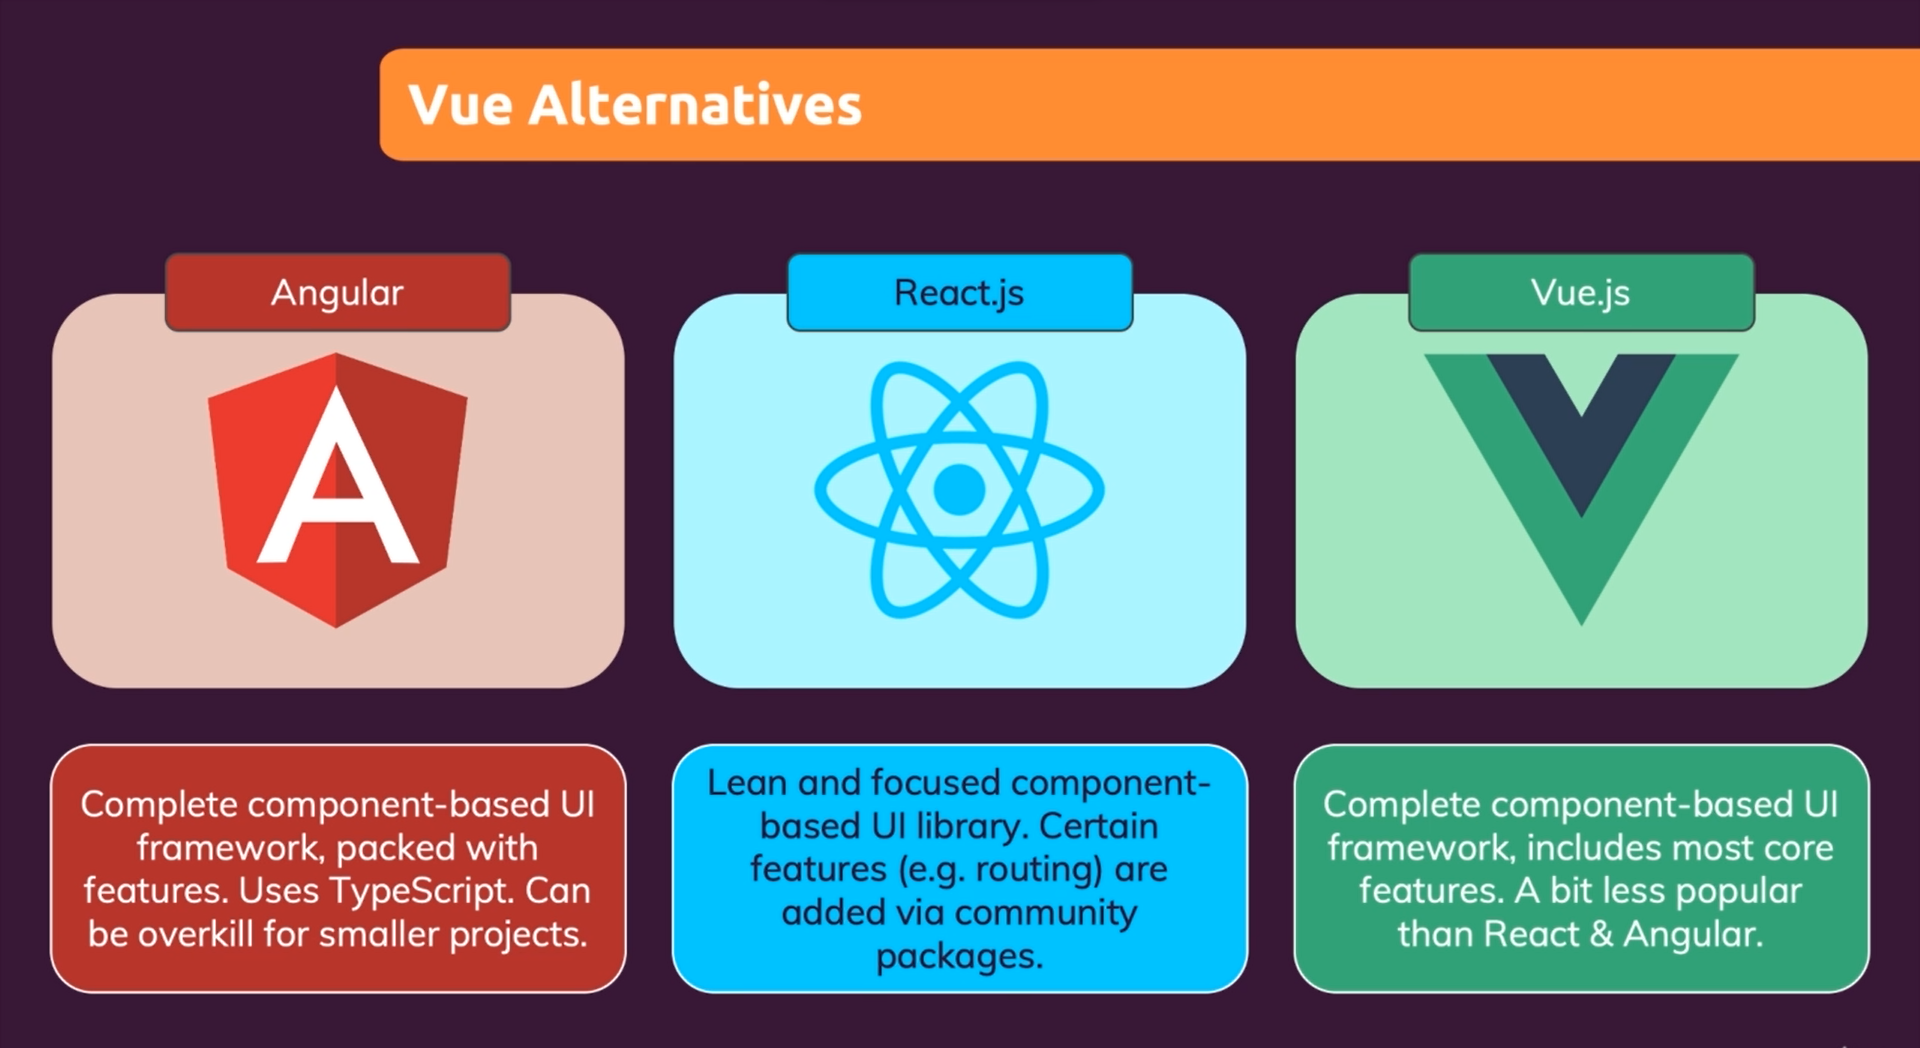 Vue Alternatives
Angular
React.js
Vue.js
Complete component-based UI
framework, packed with
features. Uses TypeScript. Can
be overkill for smaller projects.
Lean and focused component-
based UI library. Certain
features (e.g. routing) are
added via community
packages.
Complete component-based UI
framework, includes most core
features. A bit less popular
than React & Angular.